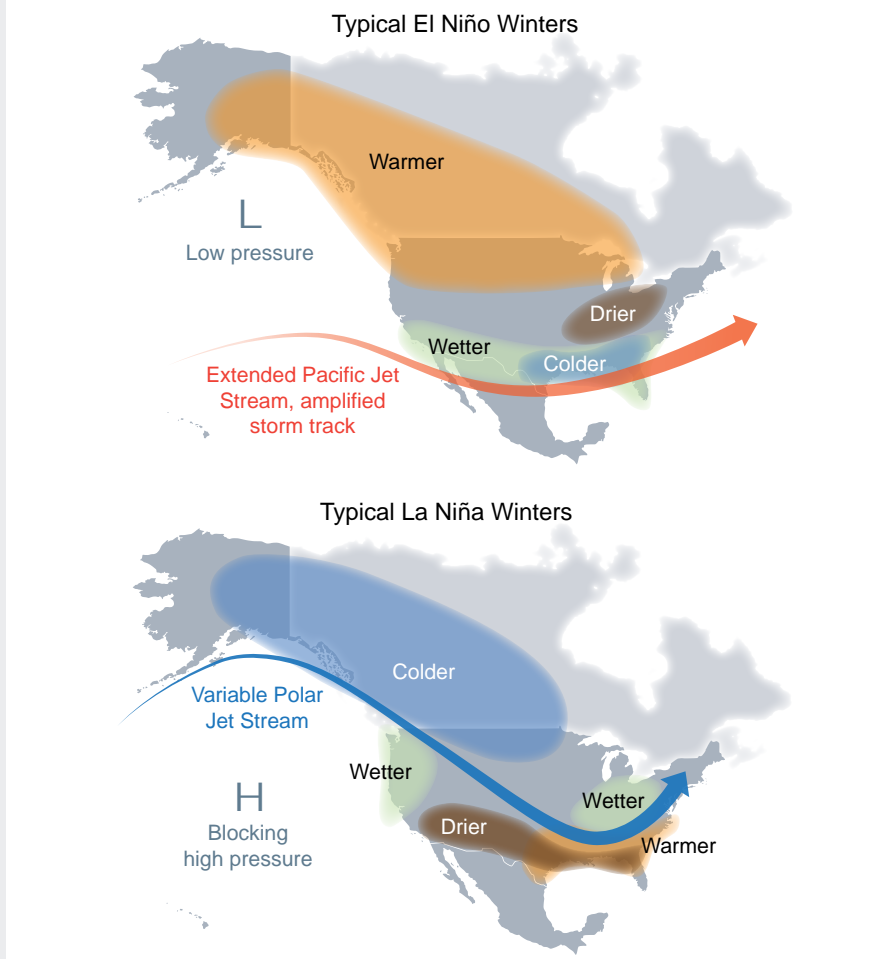 Typical El Niño Winters
Warmer
L
Low pressure
Drier
Wetter
Colder
Extended Pacific Jet
Stream, amplified
storm track
Typical La Niña Winters
Colder
Variable Polar
Jet Stream
Wetter
H
Blocking
high pressure
Wetter
Drier
Warmer